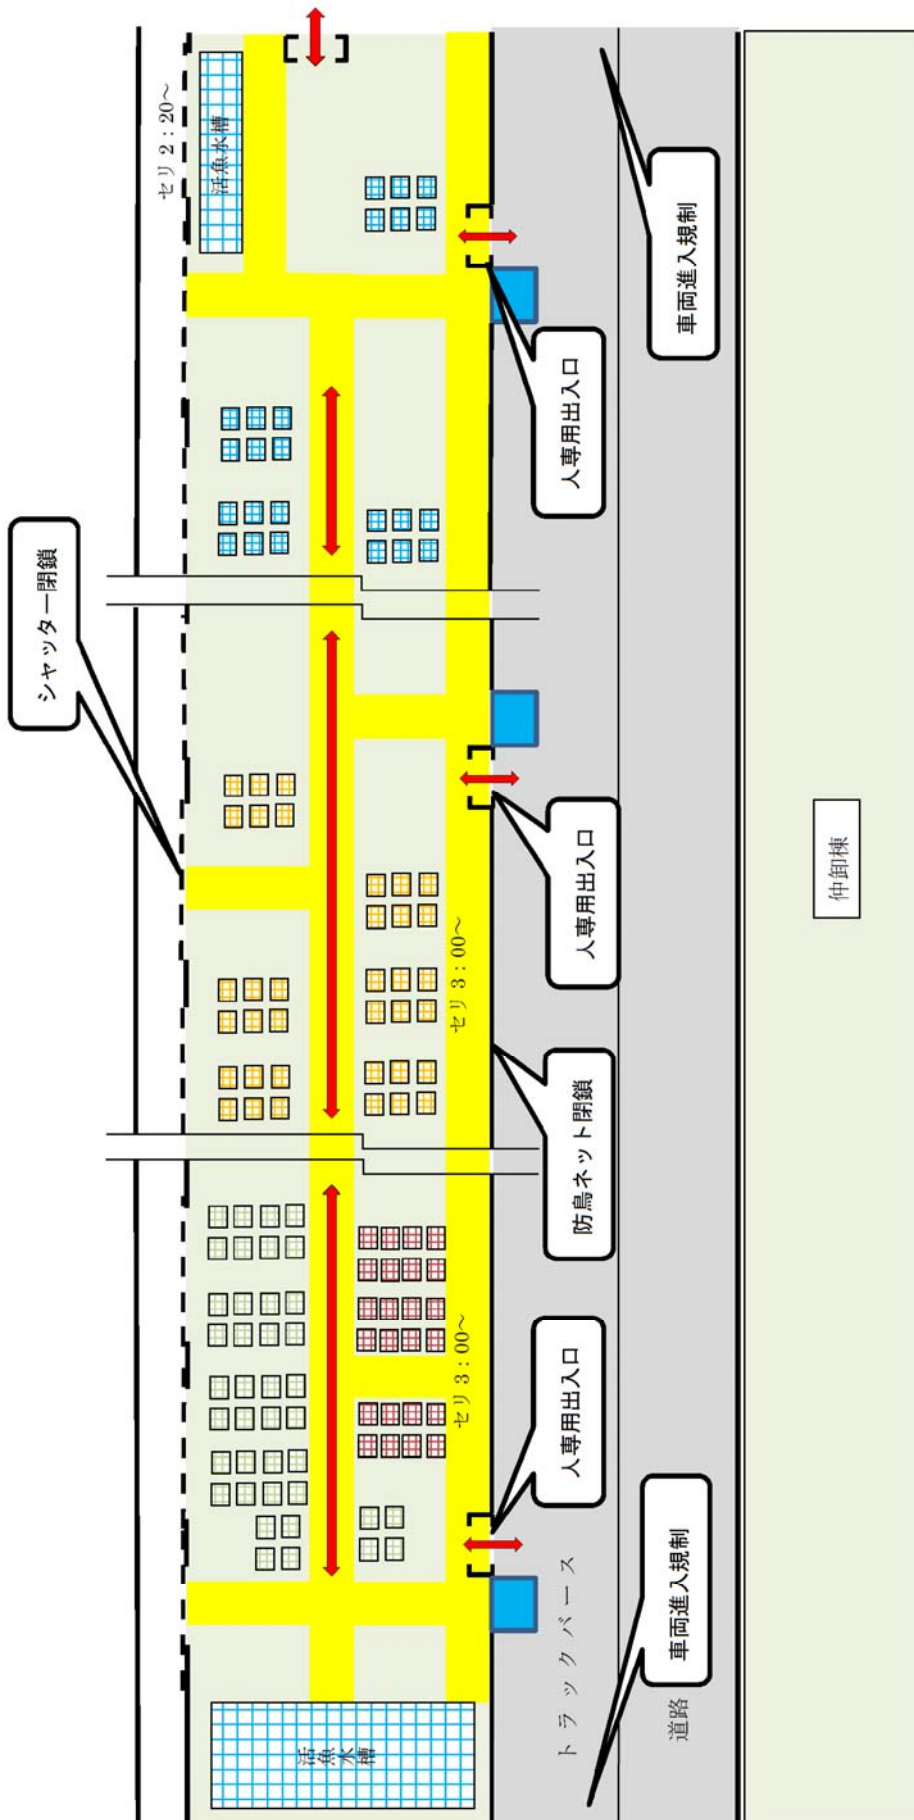 シャッター閉鎖
セリ 2：20～
活魚水槽
活魚水槽
セリ 3：00～
セリ 3：00～
トラックバース
人専用出入口
防鳥ネット閉鎖
人専用出入口
人専用出入口
道路
車両進入規制
車両進入規制
仲卸棟